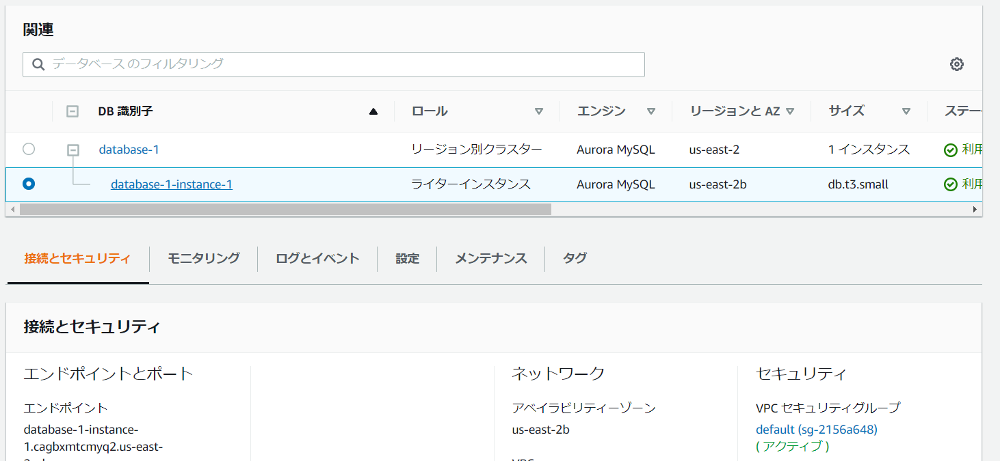 関連
データベース のフィルタリング
DB 識別子 ロール エンジン リージョンと AZ サイズ ステー
database-1 リージョン別クラスター Aurora MySQL us-east-2 1 インスタンス 利用
database-1-instance-1 ライターインスタンス Aurora MySQL us-east-2b db.t3.small 利用
接続とセキュリティ モニタリング ログとイベント 設定 メンテナンス タグ
接続とセキュリティ
エンドポイントとポート
エンドポイント
database-1-instance-
1.cagbxmtcmyq2.us-east-
ネットワーク
アベイラビリティーゾーン
us-east-2b
VPC
セキュリティ
VPC セキュリティグループ
default (sg-2156a648)
( アクティブ )